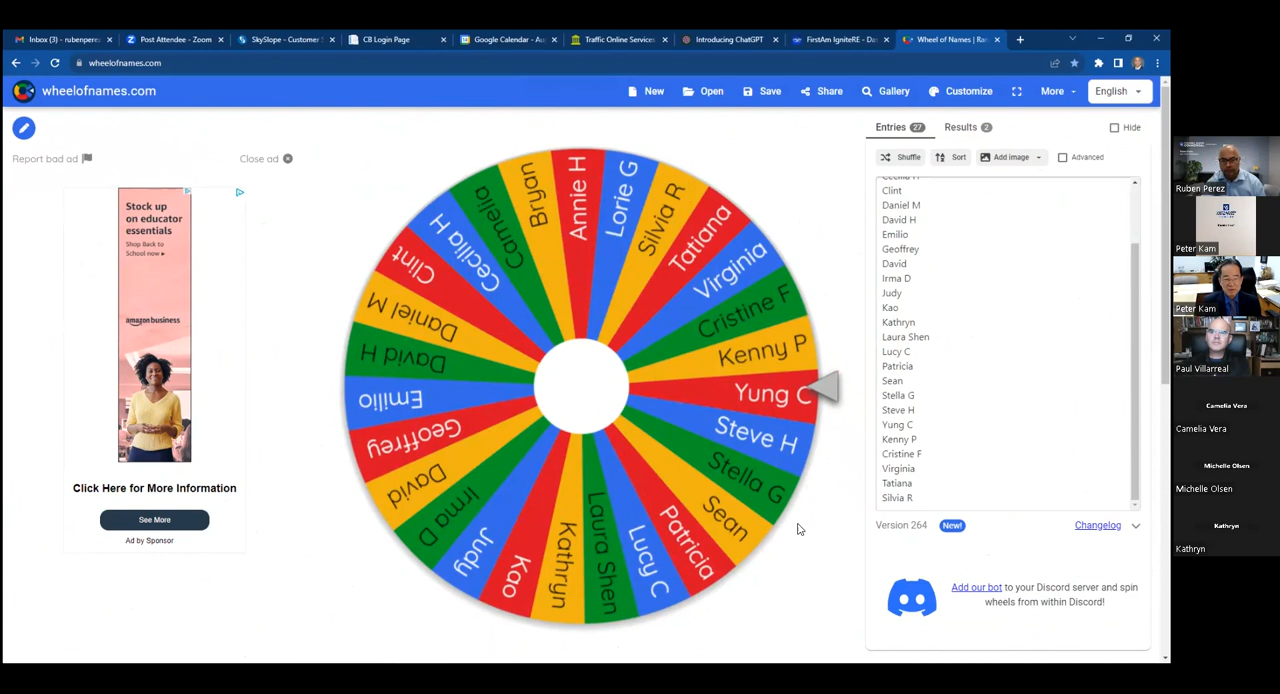 Inbox (3) - rubenpere
Post Attendee - Zoom
SkySlope - Customer
CB Login Page
Google Calendar - Au
Traffic Online Services
Introducing ChatGPT
FirstAm IgniteRE - Das
Wheel of Names | Ran
wheelofnames.com
wheelofnames.com
New
Open
Save
Share
Gallery
Customize
More
English
Report bad ad
Close ad
Stock up
on educator
essentials
Shop Back to
School now
amazon business
Click Here for More Information
See More
Ad by Sponsor
Annie H
Lorie G
Silvia R
Tatiana
Virginia
Cristine F
Kenny P
Yung C
Steve H
Stella G
Sean
Patricia
Lucy C
Laura Shen
Kathryn
Kao
Judy
Irma D
David
Geoffrey
Emilio
David H
Daniel M
Clint
Cecilia H
Camelia
Bryan
Entries 27
Results 2
Hide
Shuffle
Sort
Add image
Advanced
Cecilia H
Clint
Daniel M
David H
Emilio
Geoffrey
David
Irma D
Judy
Kao
Kathryn
Laura Shen
Lucy C
Patricia
Sean
Stella G
Steve H
Yung C
Kenny P
Cristine F
Virginia
Tatiana
Silvia R
Version 264
New!
Changelog
Add our bot to your Discord server and spin
wheels from within Discord!
Ruben Perez
Peter Kam
Peter Kam
Paul Villarreal
Camelia Vera
Camelia Vera
Michelle Olsen
Michelle Olsen
Kathryn
Kathryn